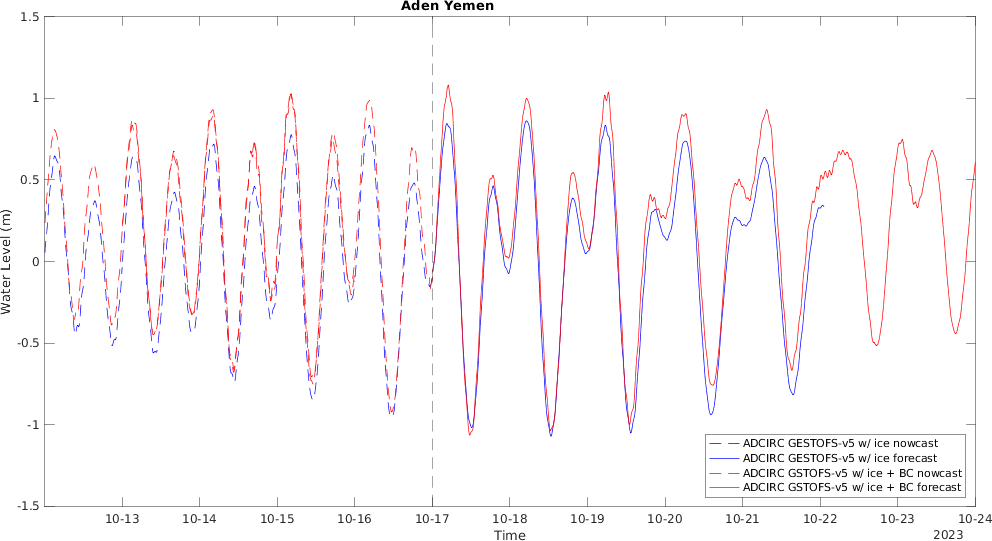 Aden Yemen
1.5
1
0.5
0
-0.5
-1
-1.5
Water Level (m)
10-13 10-14 10-15 10-16 10-17 10-18 10-19 10-20 10-21 10-22 10-23 10-24
Time
2023
ADCIRC GESTOFS-v5 w/ ice nowcast
ADCIRC GESTOFS-v5 w/ ice forecast
ADCIRC GSTOFS-v5 w/ ice + BC nowcast
ADCIRC GSTOFS-v5 w/ ice + BC forecast